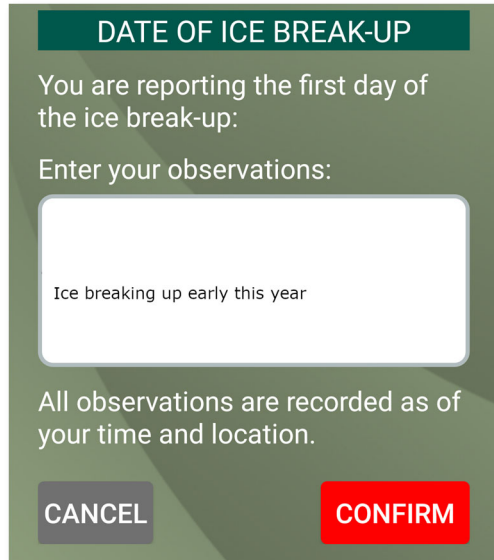 DATE OF ICE BREAK-UP
You are reporting the first day of
the ice break-up:
Enter your observations:
Ice breaking up early this year
All observations are recorded as of
your time and location.
CANCEL
CONFIRM